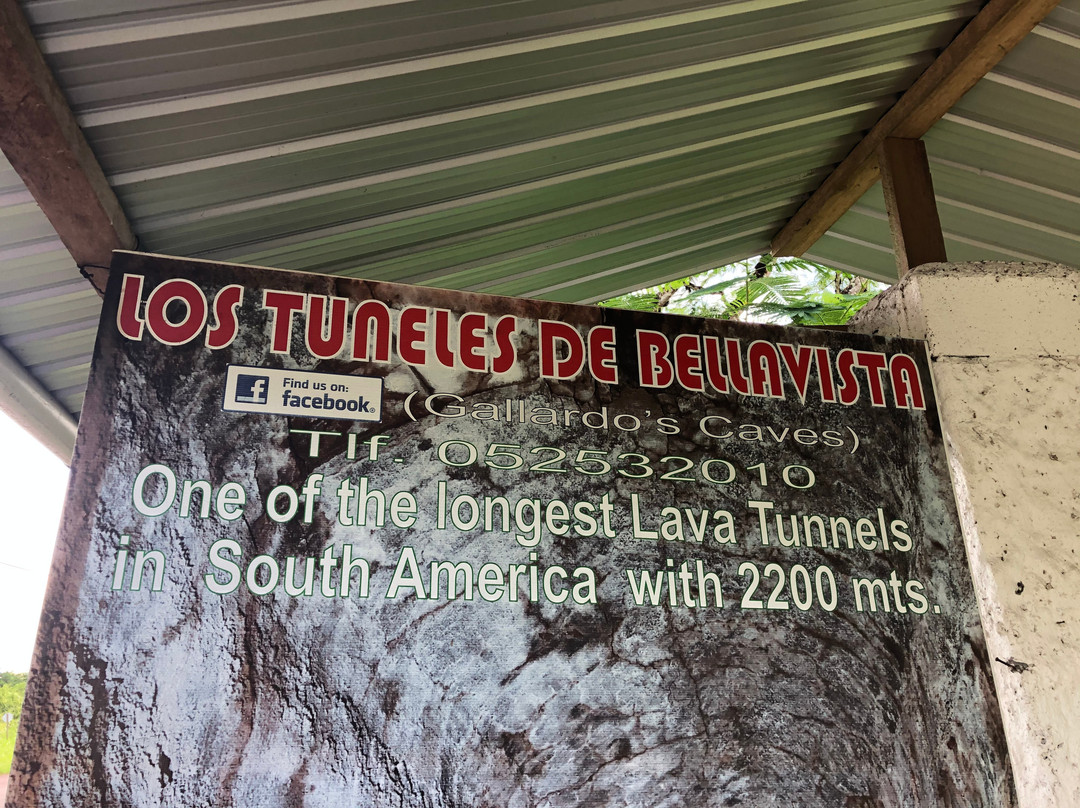 LOS TUNELES DE BELLAVISTA
f Find us on:
facebook®
(Gallardo's Caves)
Tlf. 052532010
One of the longest Lava Tunnels
in South America with 2200 mts.